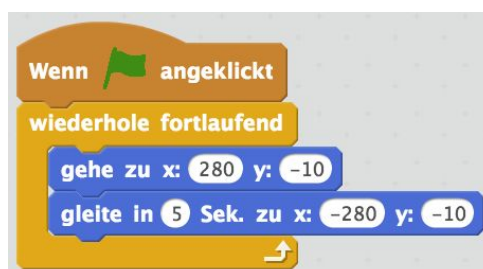 Wenn angeklickt
wiederhole fortlaufend
gehe zu x: 280 y: -10
gleite in 5 Sek. zu x: -280 y: -10